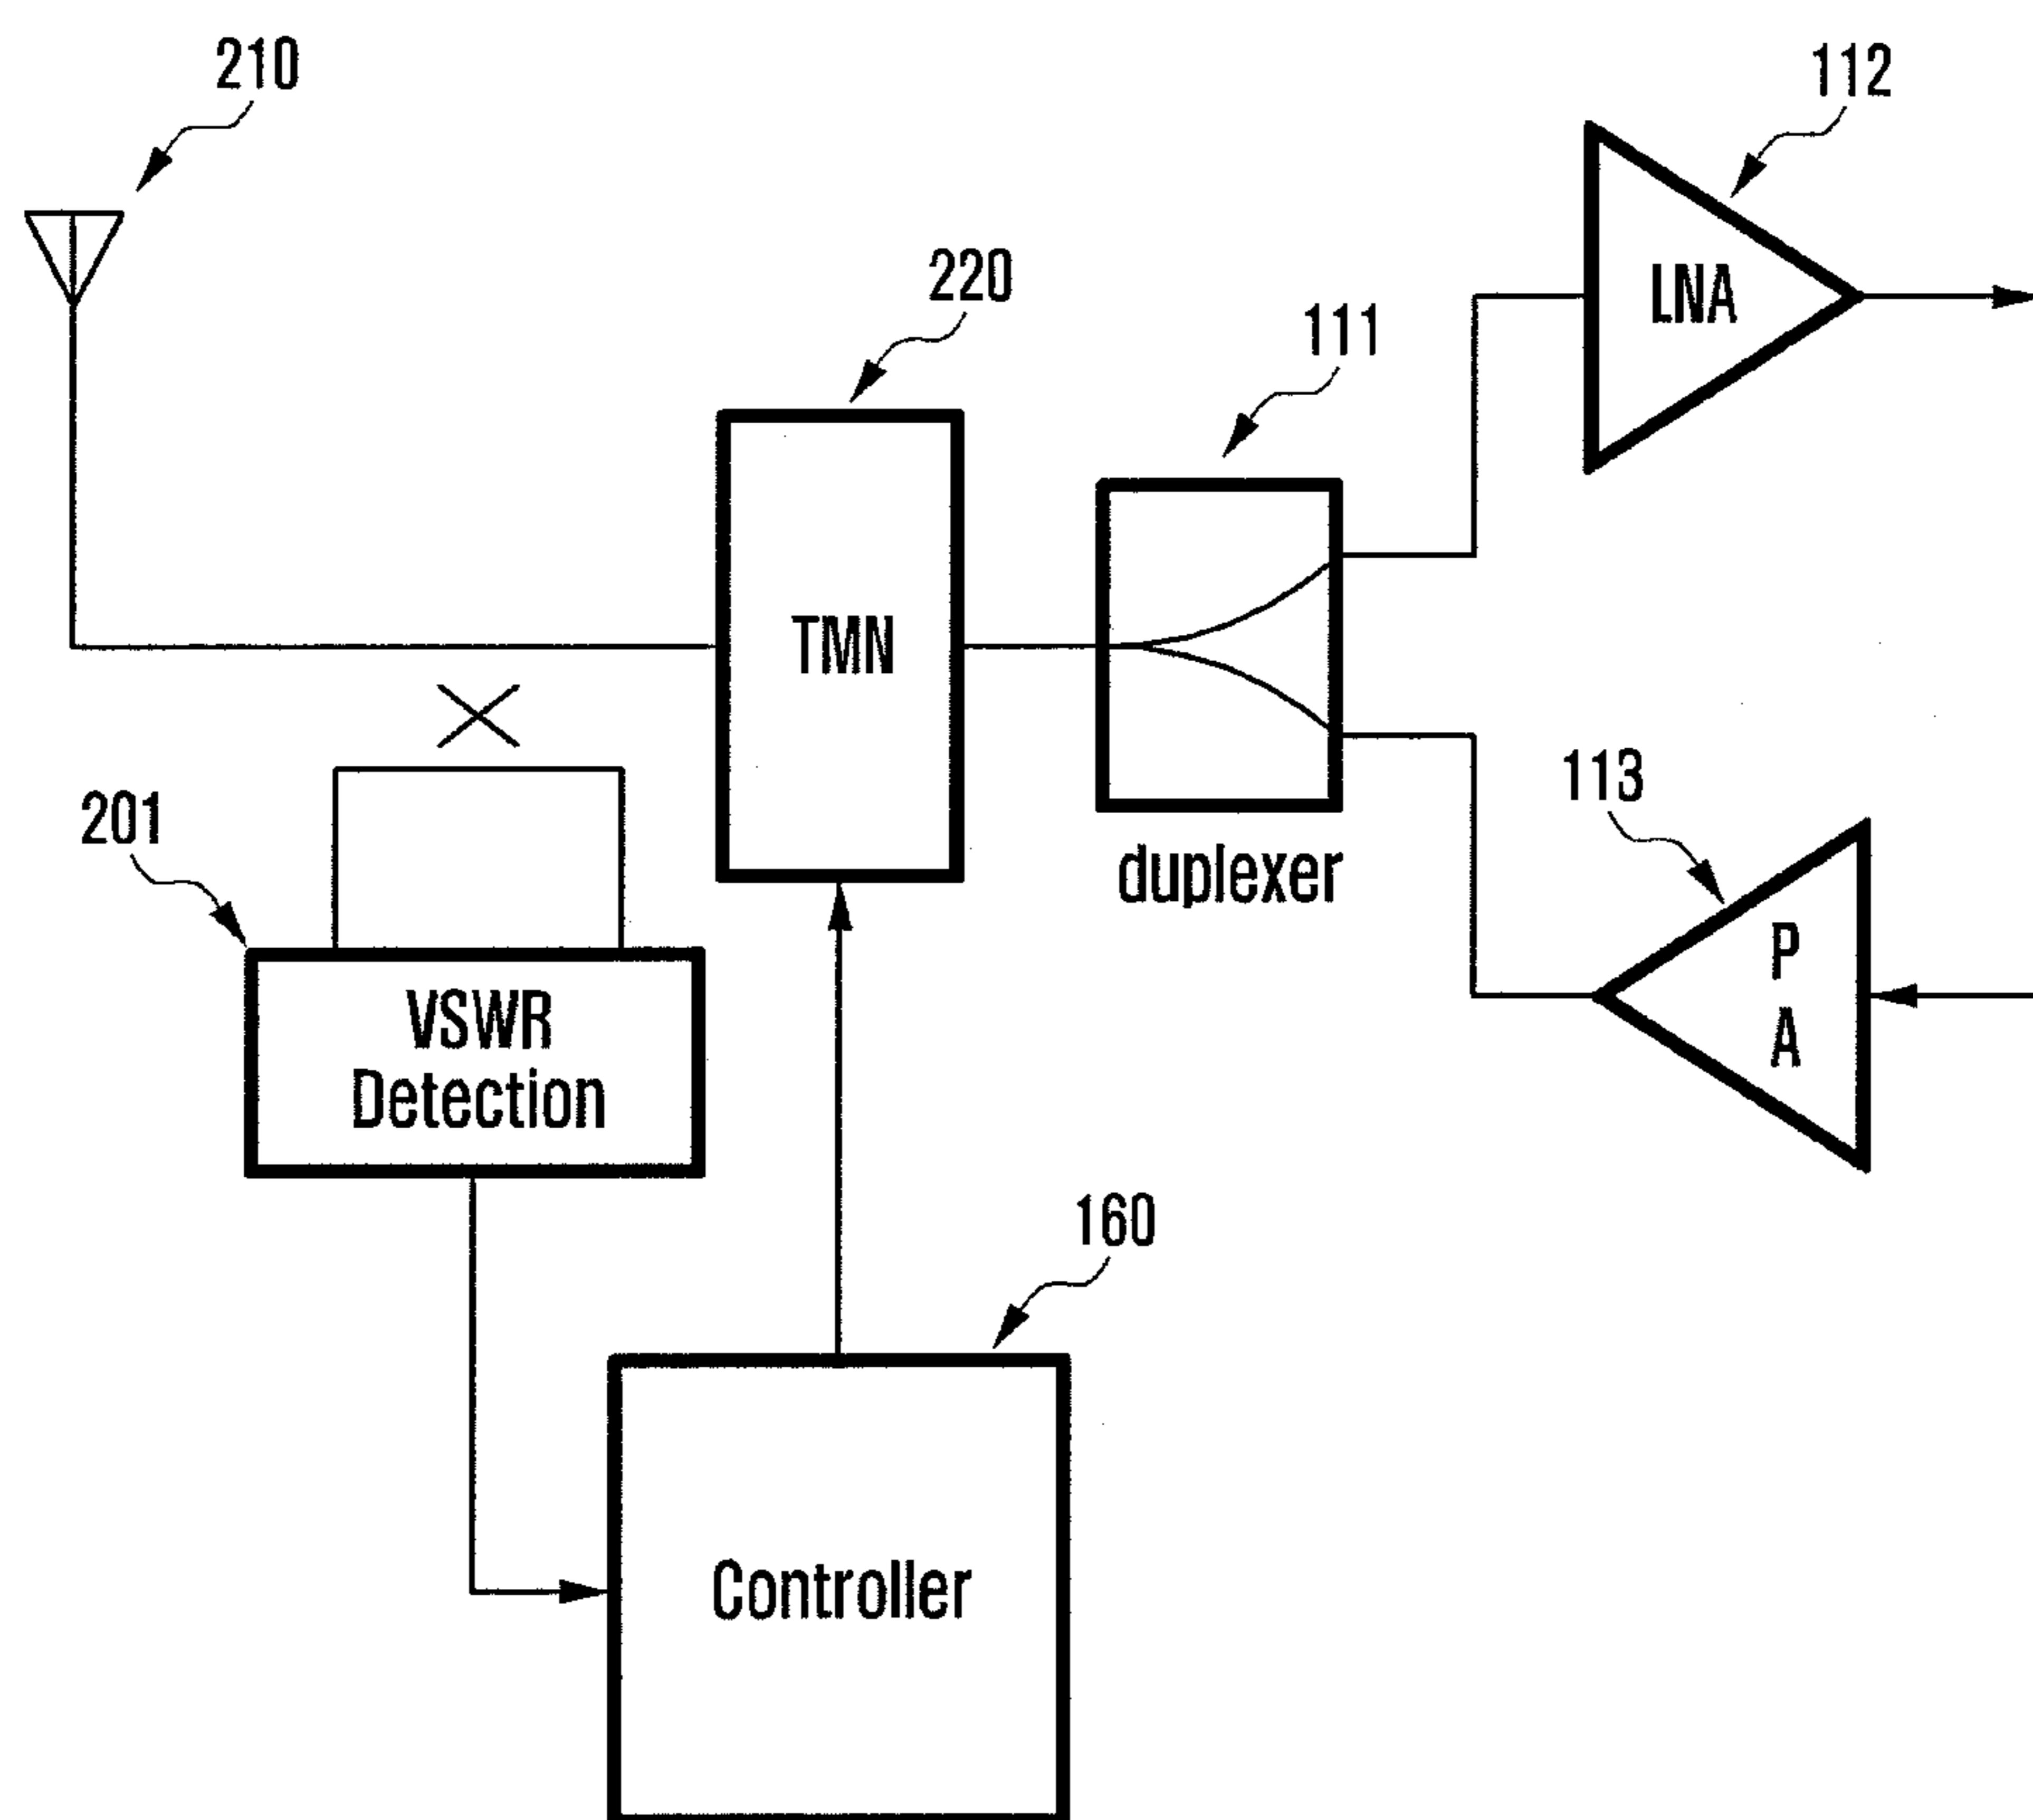 210
112
220
111
LNA
TMN
113
201
duplexer
P
A
VSWR
Detection
160
Controller